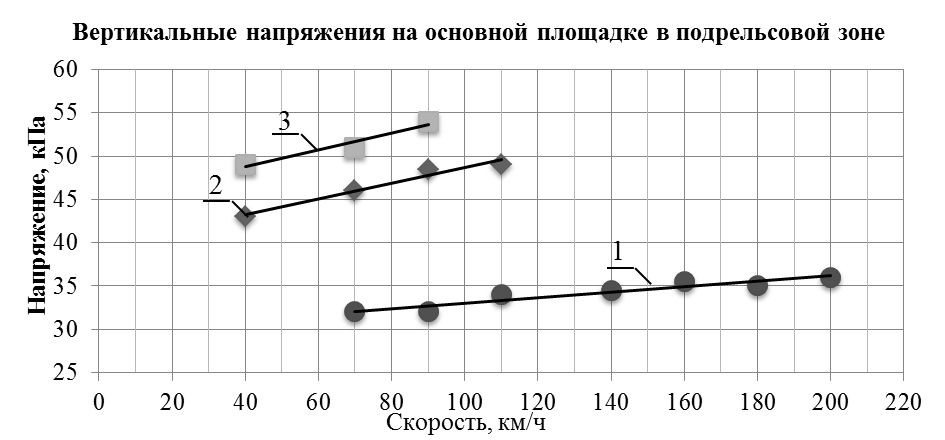 Вертикальные напряжения на основной площадке в подрельсовой зоне
Напряжение, кПа
60
55
50
45
40
35
30
25
3
2
1
0 20 40 60 80 100 120 140 160 180 200 220
Скорость, км/ч